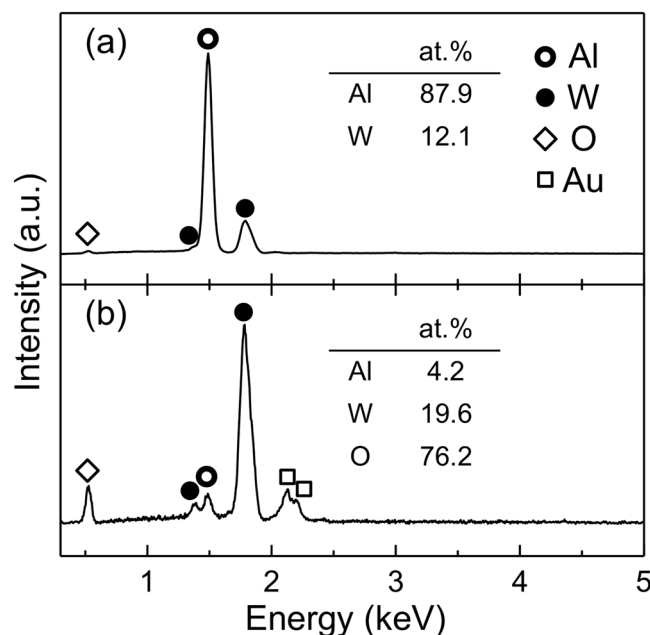 (a)
at.%
Al 87.9
W 12.1
Al
W
O
Au
(b)
at.%
Al 4.2
W 19.6
O 76.2
Intensity (a.u.)
1 2 3 4 5
Energy (keV)